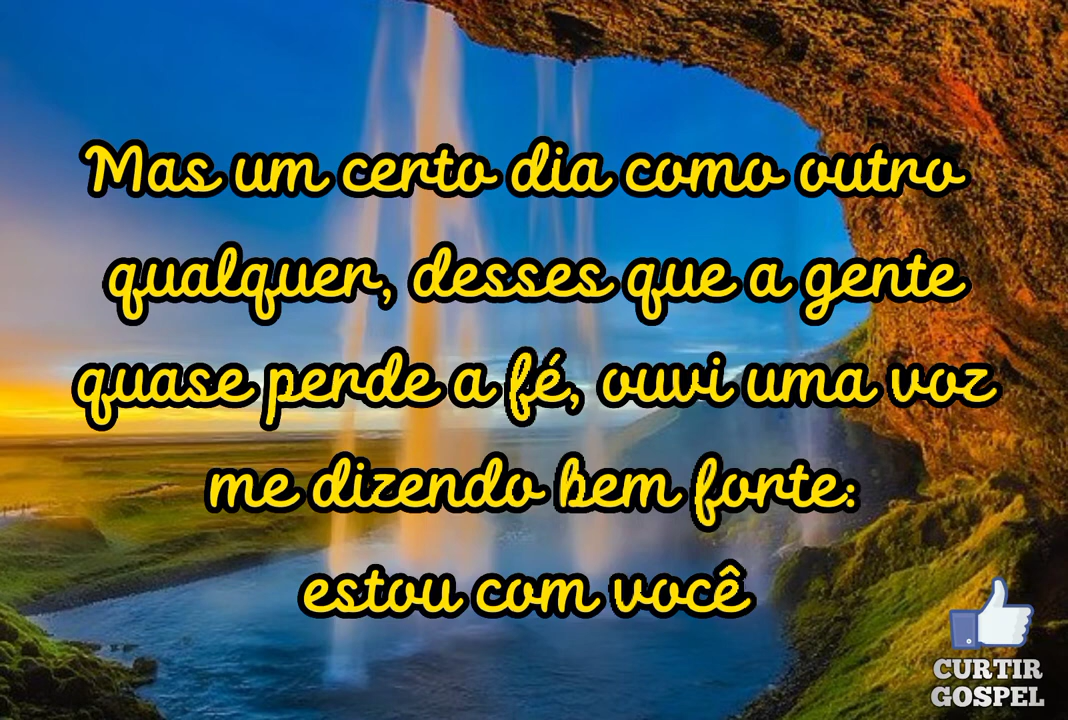 Mas um certo dia como outro
qualquer, desses que a gente
quase perde a fé, ouvi uma voz
me dizendo bem forte:
estou com você
CURTIR
GOSPEL